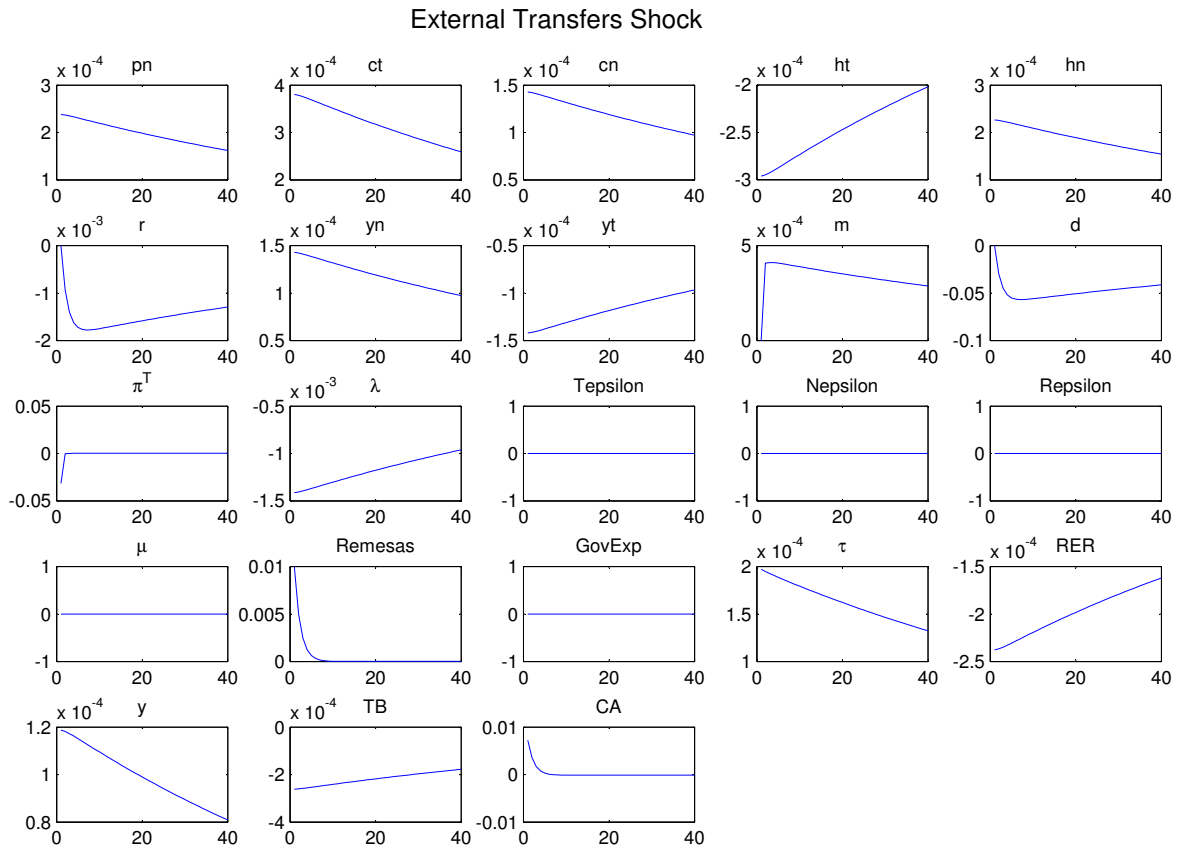 External Transfers Shock
x 10⁻⁴ pn
3
2
1
0 20 40
x 10⁻⁴ ct
4
3
2
0 20 40
x 10⁻⁴ cn
1.5
1
0.5
0 20 40
x 10⁻⁴ ht
-2
-2.5
-3
0 20 40
x 10⁻⁴ hn
3
2
1
0 20 40
x 10⁻³ r
0
-1
-2
0 20 40
x 10⁻⁴ yn
1.5
1
0.5
0 20 40
x 10⁻⁴ yt
-0.5
-1
-1.5
0 20 40
x 10⁻⁴ m
5
0
0 20 40
d
0
-0.05
-0.1
0 20 40
π^T
0.05
0
-0.05
0 20 40
x 10⁻³ λ
-0.5
-1
-1.5
0 20 40
Tepsilon
1
0
-1
0 20 40
Nepsilon
1
0
-1
0 20 40
Repsilon
1
0
-1
0 20 40
μ
1
0
-1
0 20 40
Remesas
0.01
0.005
0
0 20 40
GovExp
1
0
-1
0 20 40
x 10⁻⁴ τ
2
1.5
1
0 20 40
x 10⁻⁴ RER
-1.5
-2
-2.5
0 20 40
x 10⁻⁴ y
1.2
1
0.8
0 20 40
x 10⁻⁴ TB
0
-2
-4
0 20 40
CA
0.01
0
-0.01
0 20 40